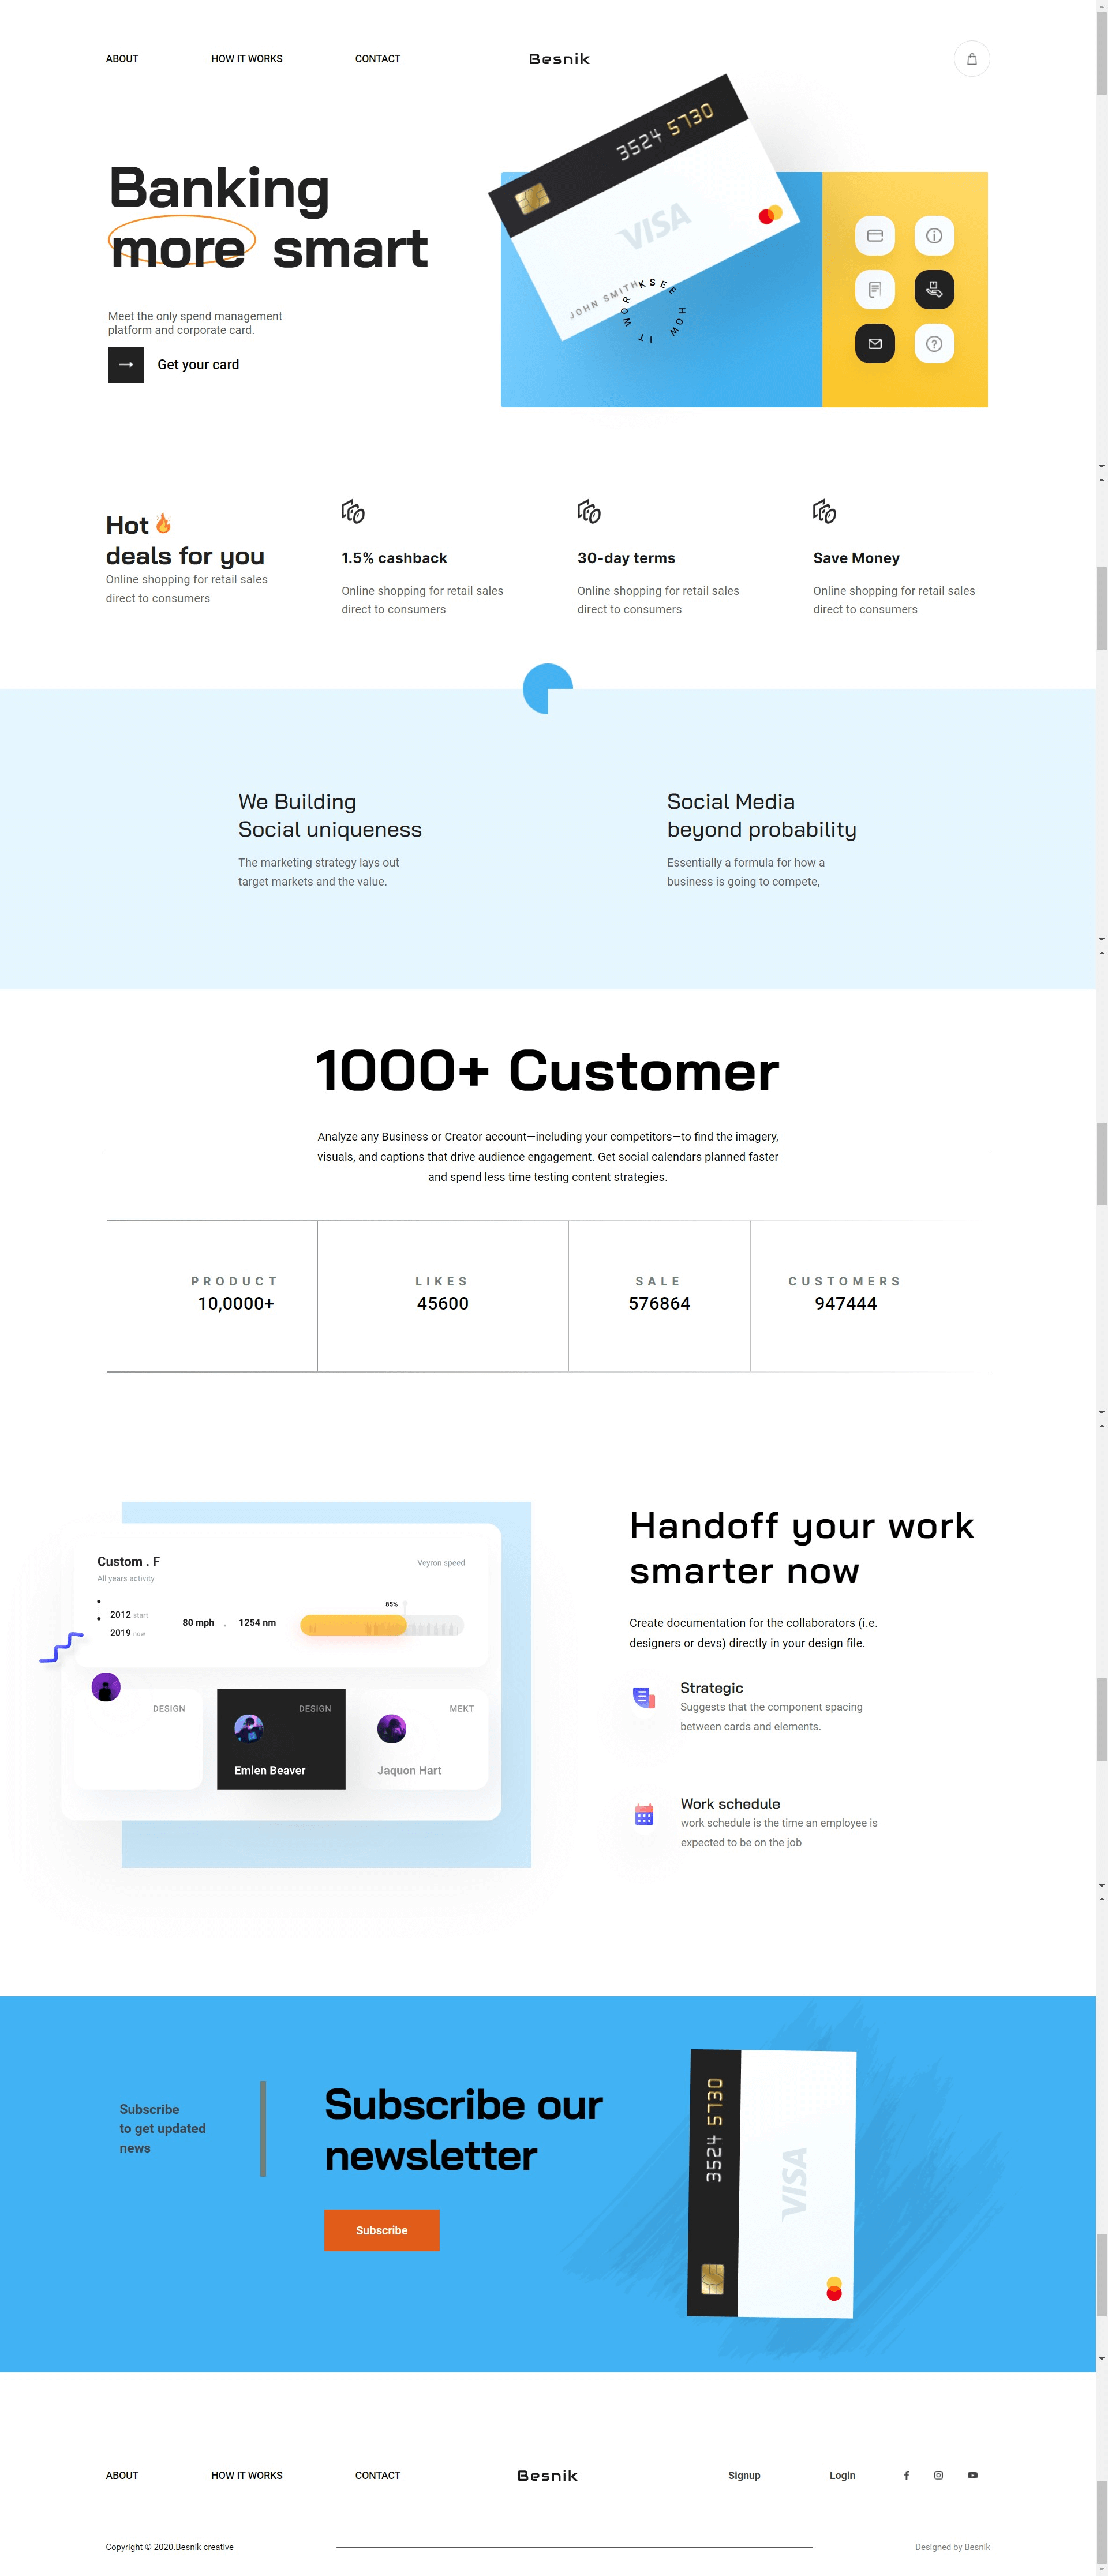 ABOUT
HOW IT WORKS
CONTACT
Besnik
Banking
more smart
Meet the only spend management
platform and corporate card.
Get your card
3524 5730
VISA
JOHN SMITH
SEE HOW IT WORK
Hot
deals for you
Online shopping for retail sales
direct to consumers
1.5% cashback
Online shopping for retail sales
direct to consumers
30-day terms
Online shopping for retail sales
direct to consumers
Save Money
Online shopping for retail sales
direct to consumers
We Building
Social uniqueness
The marketing strategy lays out
target markets and the value.
Social Media
beyond probability
Essentially a formula for how a
business is going to compete,
1000+ Customer
Analyze any Business or Creator account—including your competitors—to find the imagery,
visuals, and captions that drive audience engagement. Get social calendars planned faster
and spend less time testing content strategies.
PRODUCT
10,0000+
LIKES
45600
SALE
576864
CUSTOMERS
947444
Custom . F
All years activity
Veyron speed
2012 start
2019 now
80 mph . 1254 nm
85%
DESIGN
DESIGN
Emlen Beaver
MEKT
Jaquon Hart
Handoff your work
smarter now
Create documentation for the collaborators (i.e.
designers or devs) directly in your design file.
Strategic
Suggests that the component spacing
between cards and elements.
Work schedule
work schedule is the time an employee is
expected to be on the job
Subscribe
to get updated
news
Subscribe our
newsletter
Subscribe
3524 5730
VISA
ABOUT
HOW IT WORKS
CONTACT
Besnik
Signup
Login
Copyright © 2020.Besnik creative
Designed by Besnik